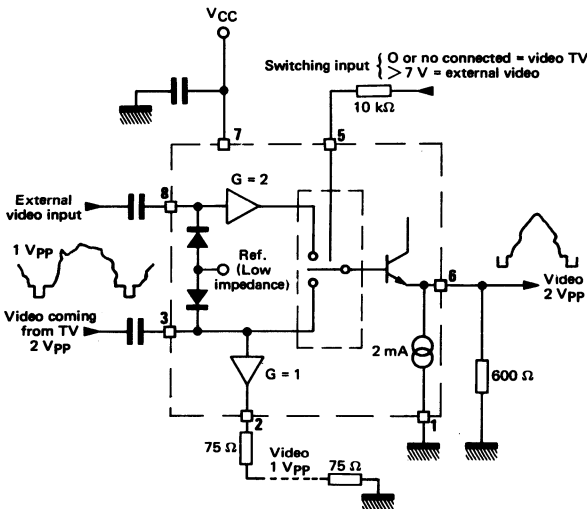 VCC
Switching input { O or no connected = video TV
> 7 V = external video
10 kΩ
7
5
8
G = 2
External
video input
Ref.
(Low
impedance)
1 Vpp
6
Video
2 Vpp
Video coming
from TV
2 Vpp
3
2 mA
G = 1
600 Ω
2
1
75 Ω
Video
1 Vpp
75 Ω